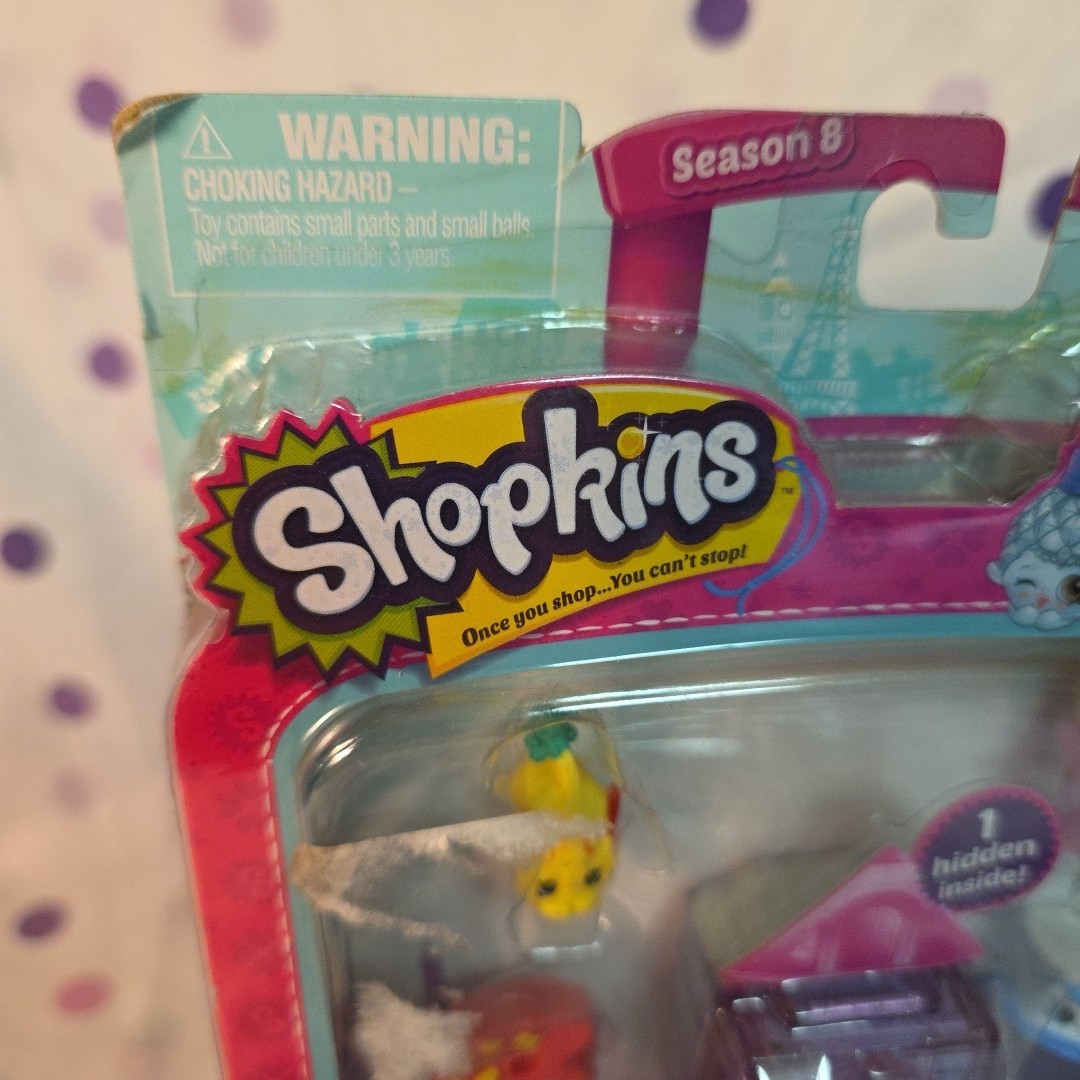 WARNING:
CHOKING HAZARD –
Toy contains small parts and small balls.
Not for children under 3 years.
Season 8
Shopkins™
Once you shop...You can't stop!
1
hidden
inside!